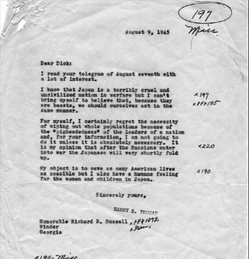 197
Misc
August 9, 1945
Dear Dick:
I read your telegram of August seventh with
a lot of interest.
I know that Japan is a terribly cruel and
uncivilized nation in warfare but I can't
bring myself to believe that, because they
are beasts, we should ourselves act in the
same manner.
x197
For myself, I certainly regret the necessity
of wiping out whole populations because of
the "pigheadedness" of the leaders of a nation
and, for your information, I am not going to
do it unless it is absolutely necessary. It
is my opinion that after the Russians enter
into war the Japanese will very shortly fold
up.
x220
My object is to save as many American lives
as possible but I also have a humane feeling
for the women and children in Japan.
x190
Sincerely yours,
HARRY S. TRUMAN
Honorable Richard B. Russell
Winder
Georgia